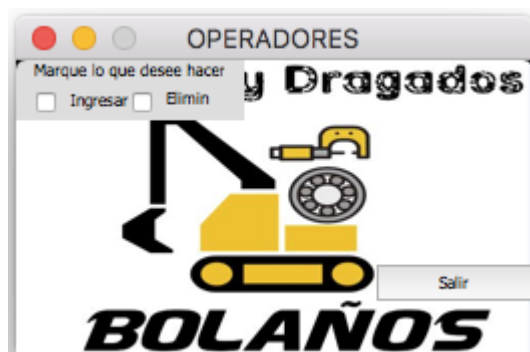 OPERADORES
Marque lo que desee hacer
y Dragados
Ingresar Elimin
Salir
BOLAÑOS